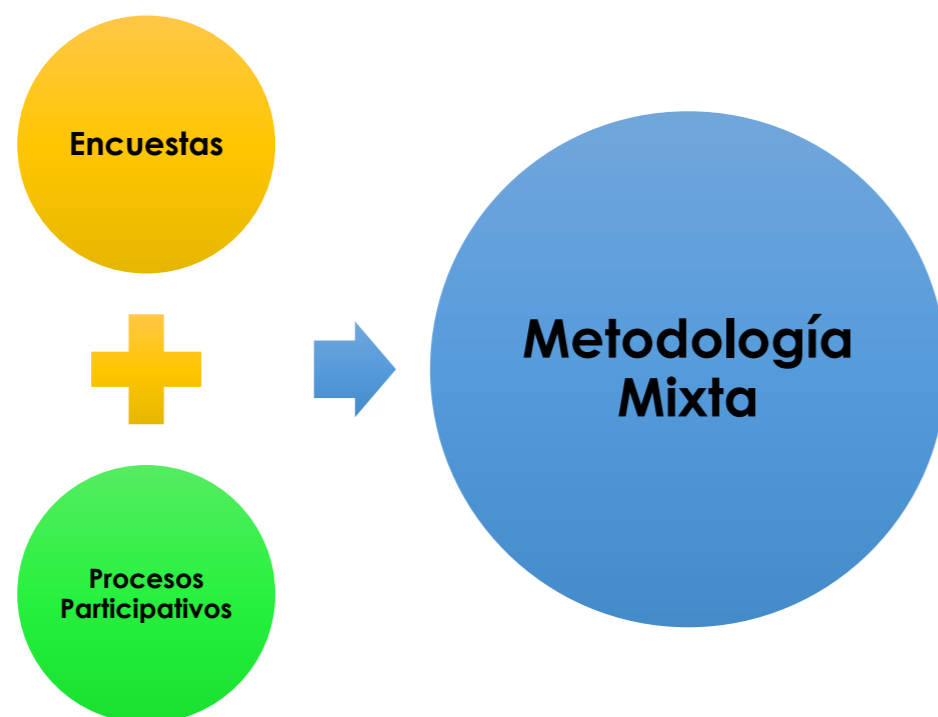 Encuestas
Procesos
Participativos
Metodología
Mixta